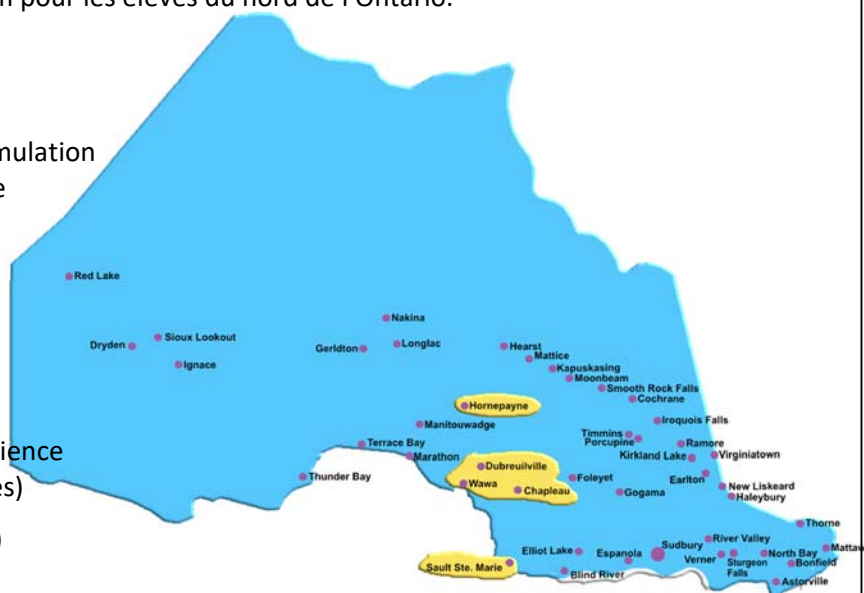 pour les élèves du nord de l'Ontario.
mulation
e
Red Lake
Nakina
Dryden
Sioux Lookout
Gerldton
Longlac
Hearst
Ignace
Mattice
Kapuskasing
Moonbeam
Smooth Rock Falls
Cochrane
Hornepayne
Iroquois Falls
Manitouwadge
Timmins
Porcupine
Ramore
ience
Terrace Bay
Marathon
Kirkland Lake
Virginiatown
Dubreuilville
es)
Thunder Bay
Wawa
Chapleau
Foleyet
Gogama
Earlton
New Liskeard
Haleybury
)
Thorne
River Valley
Elliot Lake
Espanola
Sudbury
Verner
Sturgeon
Falls
North Bay
Mattaw
Bonfield
Sault Ste. Marie
Blind River
Astorville